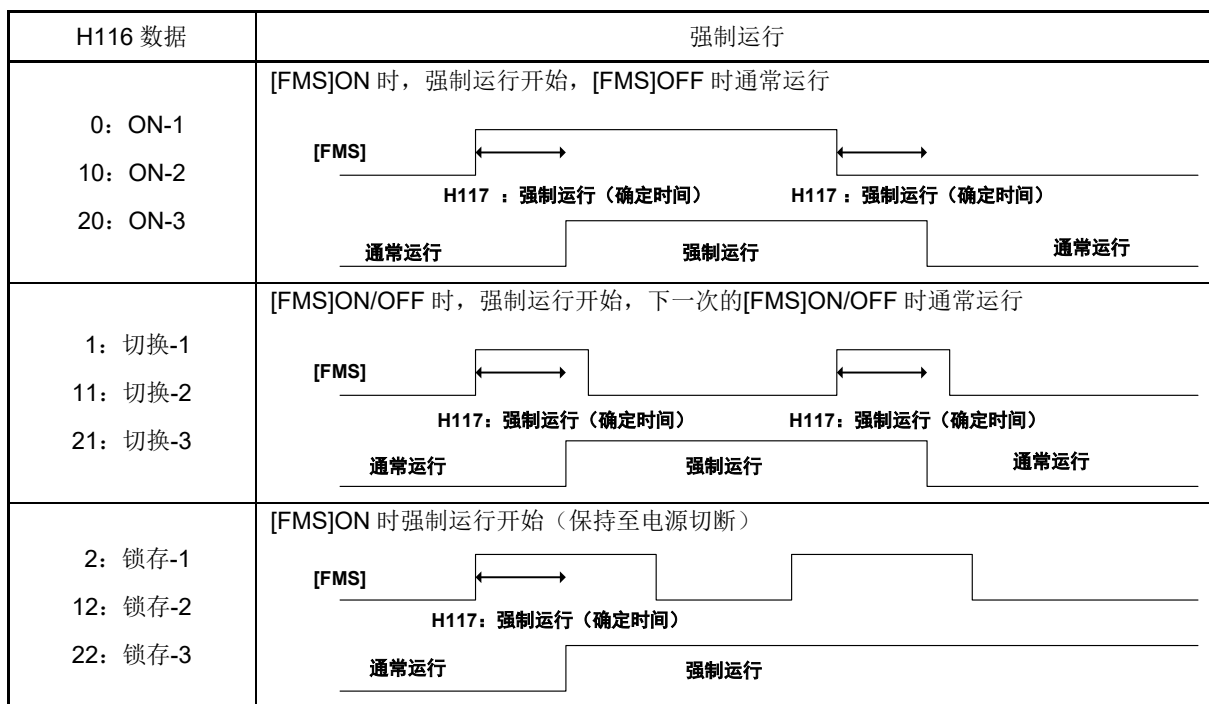 H116 数据
强制运行
0：ON-1
10：ON-2
20：ON-3
[FMS]ON 时，强制运行开始，[FMS]OFF 时通常运行
[FMS]
H117 ：强制运行（确定时间）
H117：强制运行（确定时间）
通常运行
强制运行
通常运行
1：切换-1
11：切换-2
21：切换-3
[FMS]ON/OFF 时，强制运行开始，下一次的[FMS]ON/OFF 时通常运行
[FMS]
H117：强制运行（确定时间）
H117：强制运行（确定时间）
通常运行
强制运行
通常运行
2：锁存-1
12：锁存-2
22：锁存-3
[FMS]ON 时强制运行开始（保持至电源切断）
[FMS]
H117：强制运行（确定时间）
通常运行
强制运行